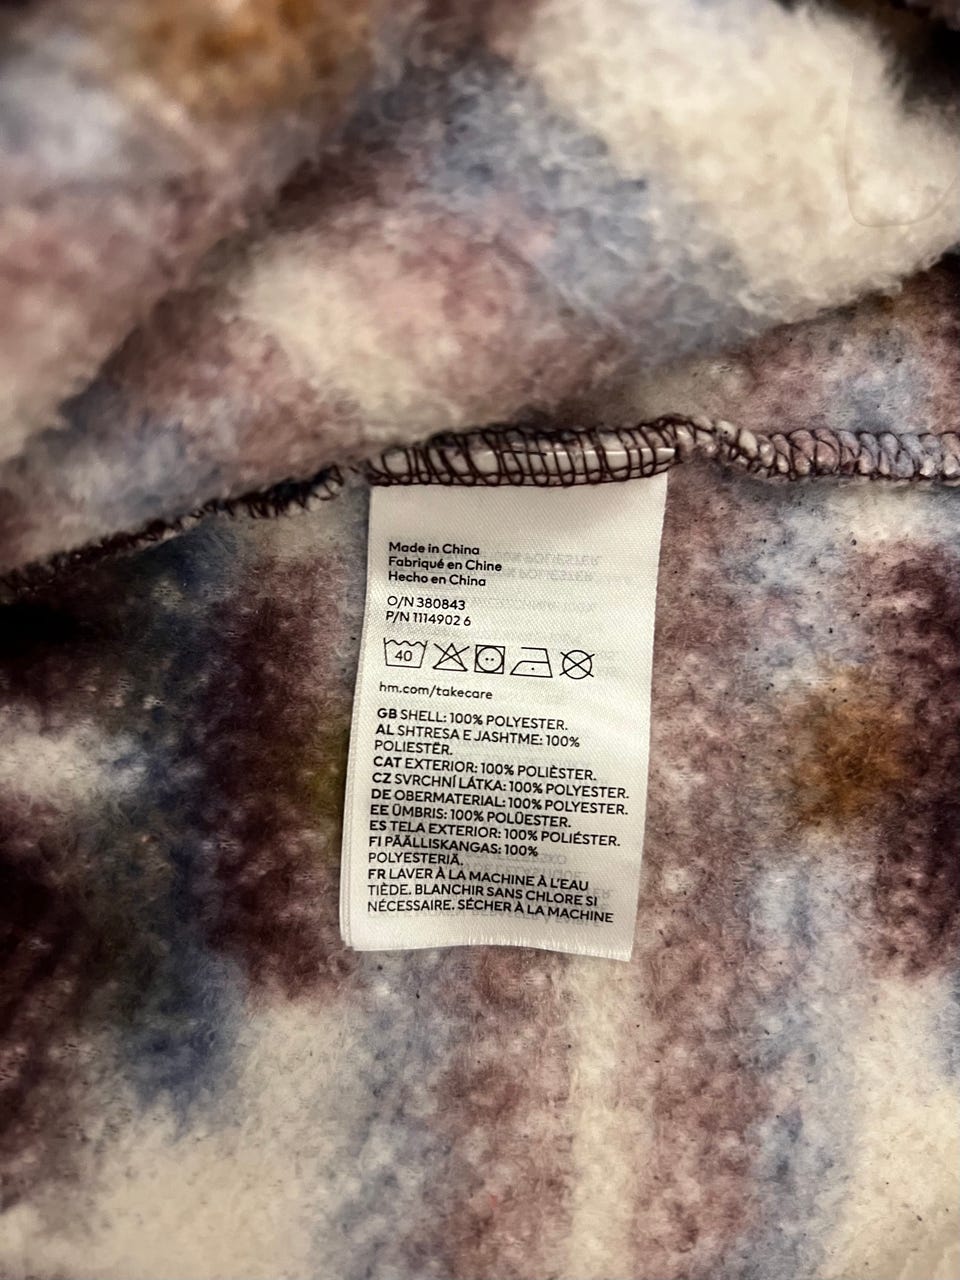 Made in China
Fabriqué en Chine
Hecho en China
O/N 380843
P/N 1114902 6
40
hm.com/takecare
GB SHELL: 100% POLYESTER.
AL SHTRESA E JASHTME: 100%
POLIESTËR.
CAT EXTERIOR: 100% POLIÈSTER.
CZ SVRCHNÍ LÁTKA: 100% POLYESTER.
DE OBERMATERIAL: 100% POLYESTER.
EE ÜMBRIS: 100% POLÜESTER.
ES TELA EXTERIOR: 100% POLIÉSTER.
FI PÄÄLLISKANGAS: 100%
POLYESTERIÄ.
FR LAVER À LA MACHINE À L'EAU
TIÈDE. BLANCHIR SANS CHLORE SI
NÉCESSAIRE. SÉCHER À LA MACHINE